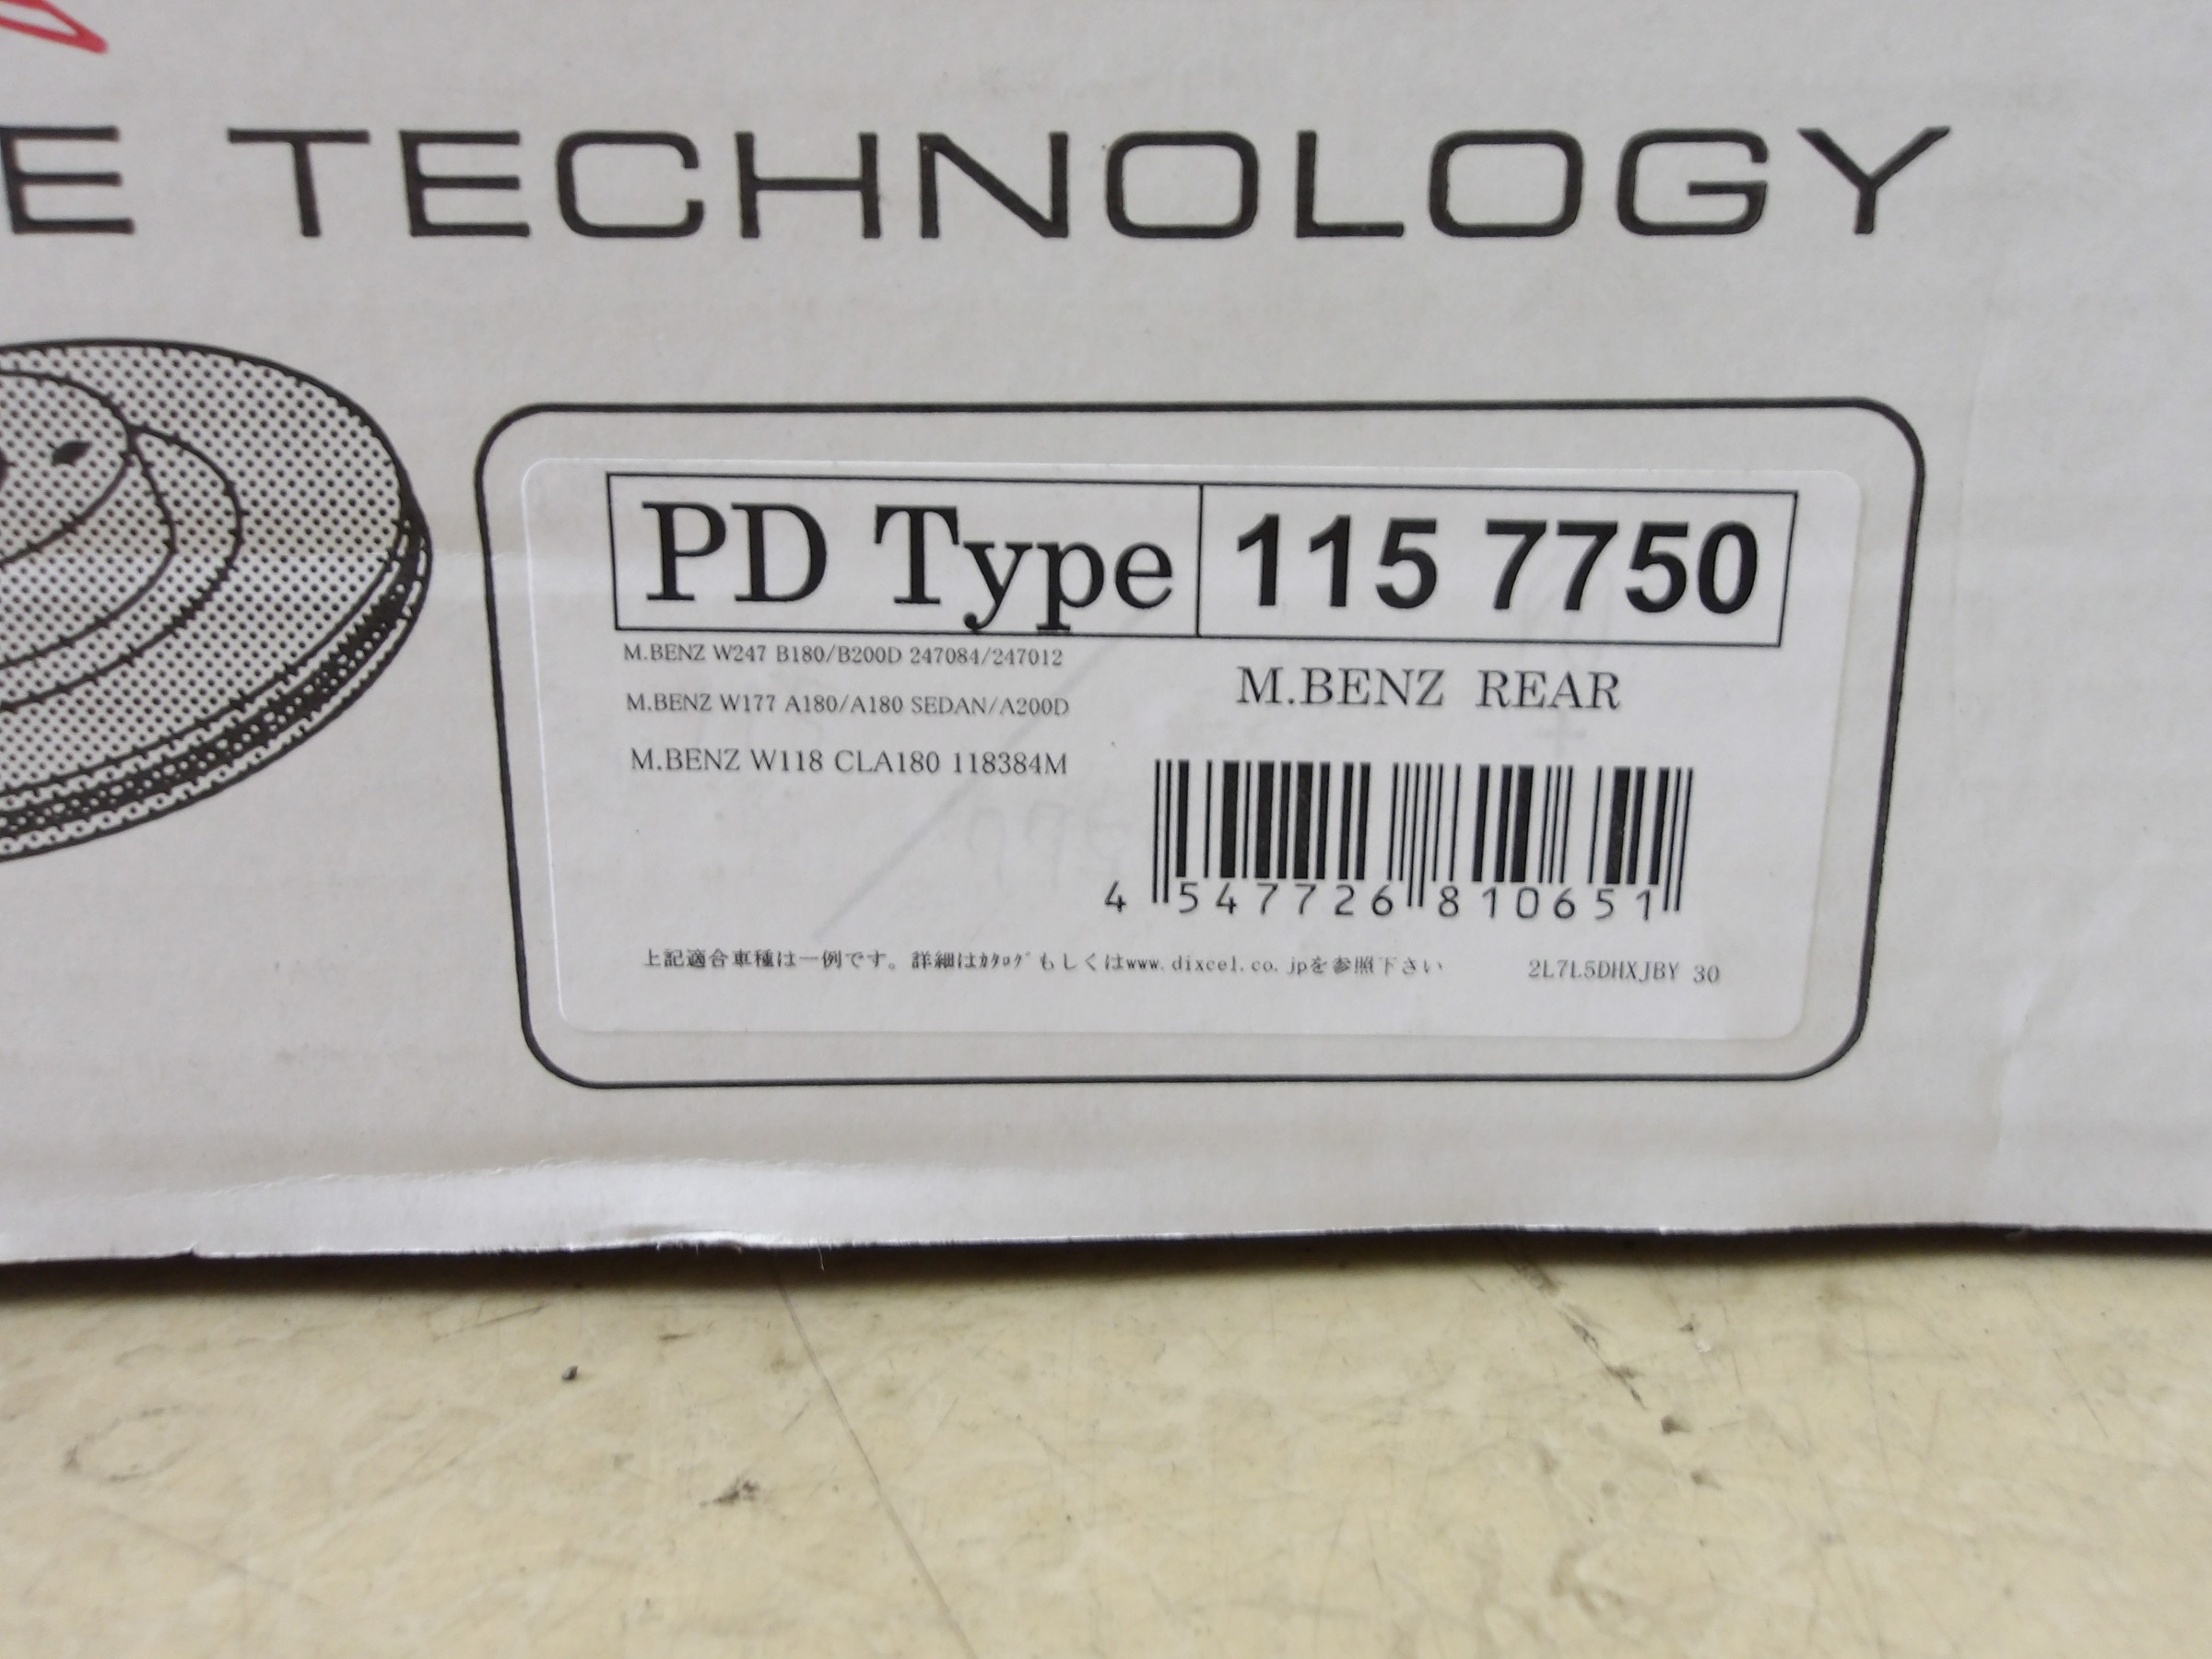 E TECHNOLOGY
PD Type 115 7750
M.BENZ W247 B180/B200D 247084/247012
M.BENZ REAR
M.BENZ W177 A180/A180 SEDAN/A200D
M.BENZ W118 CLA180 118384M
4 547726 810651
上記適合車種は一例です。詳細はｶﾀﾛｸﾞもしくはwww.dixcel.co.jpを参照下さい 2L7L5DHXJBY 30